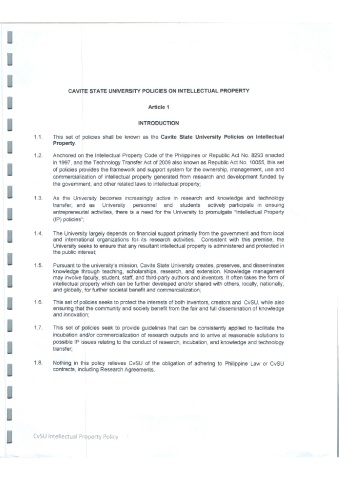 CAVITE STATE UNIVERSITY POLICIES ON INTELLECTUAL PROPERTY
Article 1
INTRODUCTION
1.1. This set of policies shall be known as the Cavite State University Policies on Intellectual
Property.
1.2. Anchored on the Intellectual Property Code of the Philippines or Republic Act No. 8293 enacted
in 1997, and the Technology Transfer Act of 2009 also known as Republic Act No. 10055, this set
of policies provides the framework and support system for the ownership, management, use and
commercialization of intellectual property generated from research and development funded by
the government, and other related laws to intellectual property;
1.3. As the University becomes increasingly active in research and knowledge and technology
transfer, and as University personnel and students actively participate in ensuing
entrepreneurial activities, there is a need for the University to promulgate "Intellectual Property
(IP) policies";
1.4. The University largely depends on financial support primarily from the government and from local
and international organizations for its research activities. Consistent with this premise, the
University seeks to ensure that any resultant intellectual property is administered and protected in
the public interest;
1.5. Pursuant to the university's mission, Cavite State University creates, preserves, and disseminates
knowledge through teaching, scholarships, research, and extension. Knowledge management
may involve faculty, student, staff, and third-party authors and inventors. It often takes the form of
intellectual property which can be further developed and/or shared with others, locally, nationally,
and globally, for further societal benefit and commercialization;
1.6. This set of policies seeks to protect the interests of both inventors, creators and CvSU, while also
ensuring that the community and society benefit from the fair and full dissemination of knowledge
and innovation;
1.7. This set of policies seek to provide guidelines that can be consistently applied to facilitate the
incubation and/or commercialization of research outputs and to arrive at reasonable solutions to
possible IP issues relating to the conduct of research, incubation, and knowledge and technology
transfer;
1.8. Nothing in this policy relieves CvSU of the obligation of adhering to Philippine Law or CvSU
contracts, including Research Agreements.
CvSU Intellectual Property Policy